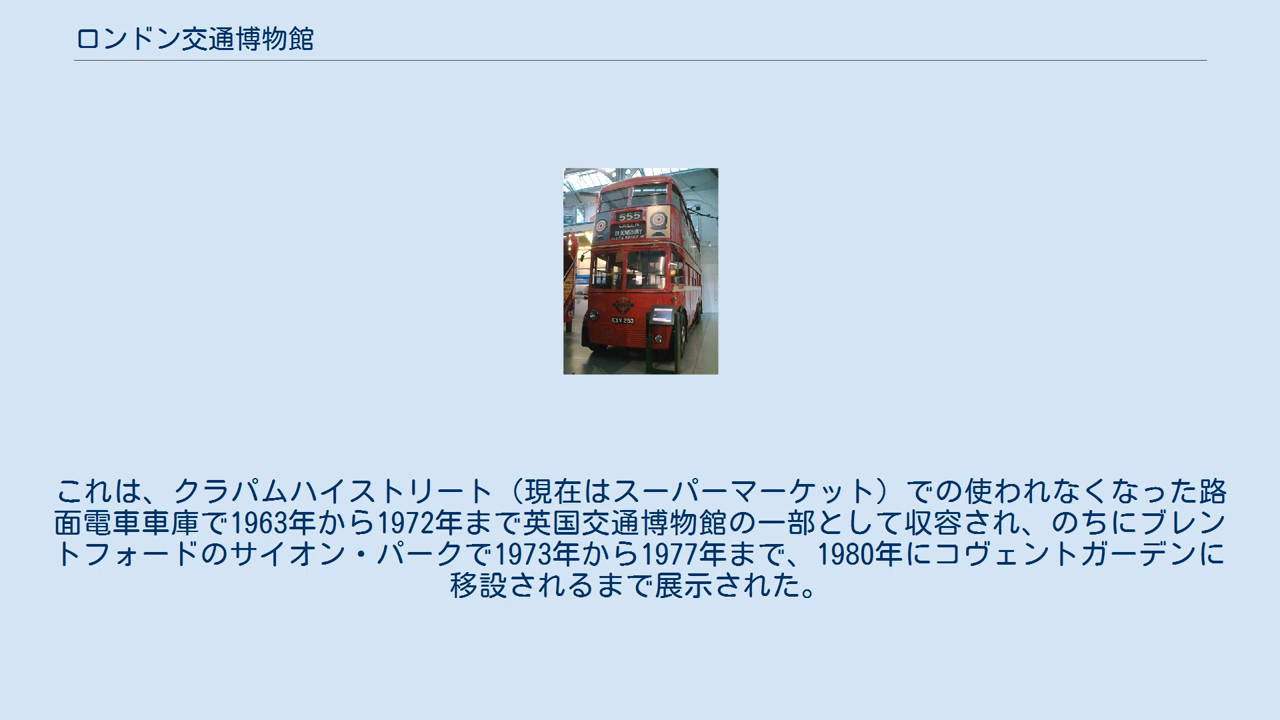 ロンドン交通博物館
555
これは、クラパムハイストリート（現在はスーパーマーケット）での使われなくなった路
面電車車庫で1963年から1972年まで英国交通博物館の一部として収容され、のちにブレン
トフォードのサイオン・パークで1973年から1977年まで、1980年にコヴェントガーデンに
移設されるまで展示された。